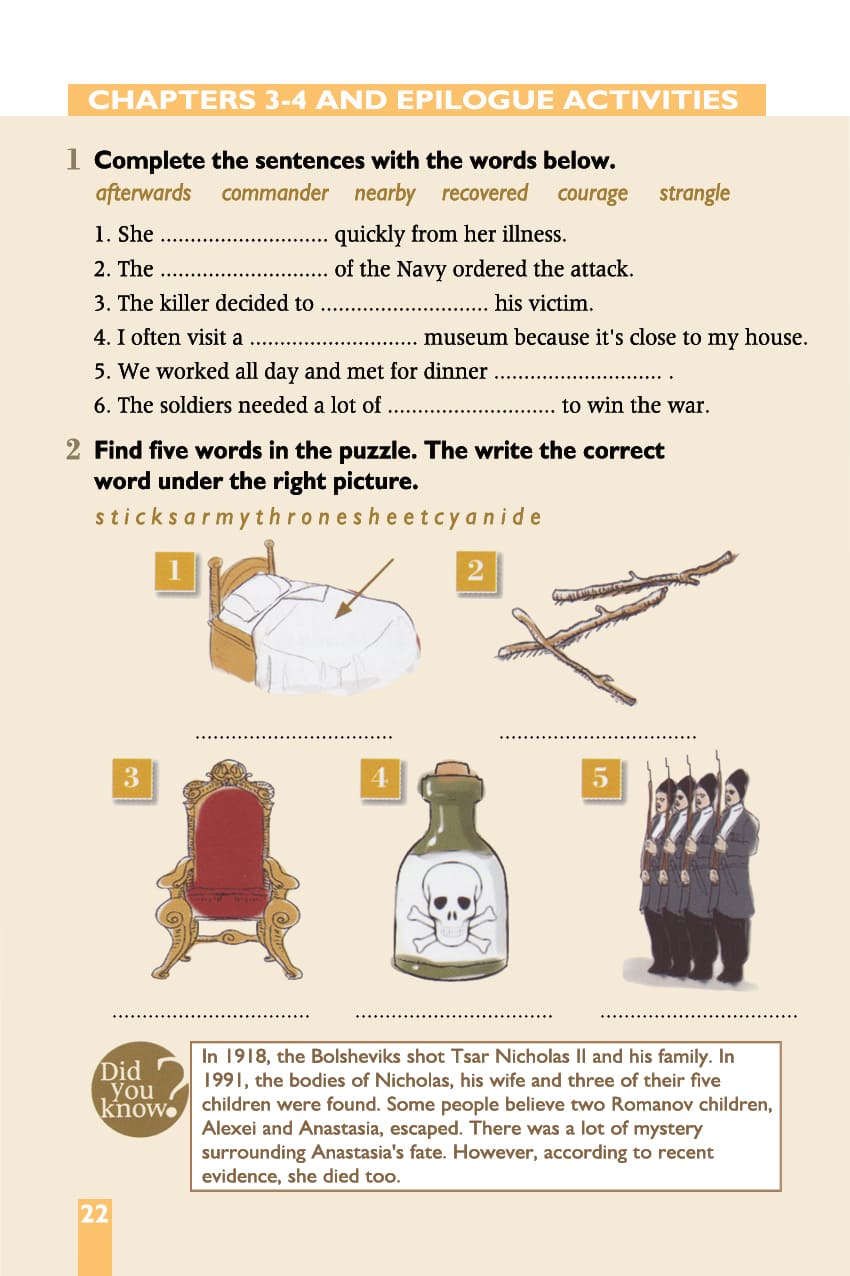 CHAPTERS 3-4 AND EPILOGUE ACTIVITIES
1 Complete the sentences with the words below.
afterwards commander nearby recovered courage strangle
1. She ............................ quickly from her illness.
2. The ............................ of the Navy ordered the attack.
3. The killer decided to ............................ his victim.
4. I often visit a ............................ museum because it's close to my house.
5. We worked all day and met for dinner ............................ .
6. The soldiers needed a lot of ............................ to win the war.
2 Find five words in the puzzle. The write the correct
word under the right picture.
s t i c k s a r m y t h r o n e s h e e t c y a n i d e
1
2
................................. .................................
3
4
5
................................. ................................. .................................
Did
You
know?
In 1918, the Bolsheviks shot Tsar Nicholas II and his family. In
1991, the bodies of Nicholas, his wife and three of their five
children were found. Some people believe two Romanov children,
Alexei and Anastasia, escaped. There was a lot of mystery
surrounding Anastasia's fate. However, according to recent
evidence, she died too.
22